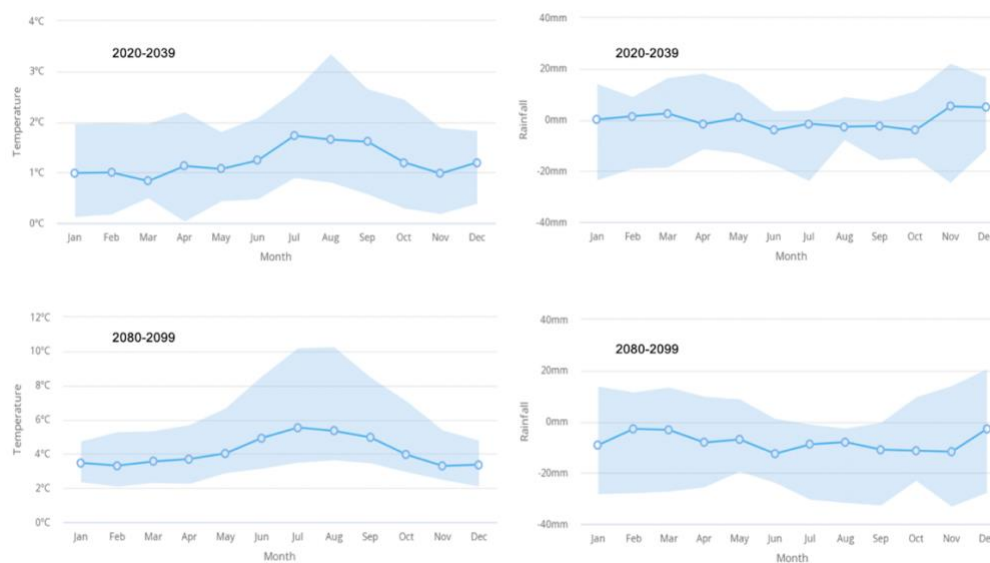 4°C
3°C
2°C
1°C
0°C
Temperature
2020-2039
Jan Feb Mar Apr May Jun Jul Aug Sep Oct Nov Dec
Month
40mm
20mm
0mm
-20mm
-40mm
Rainfall
2020-2039
Jan Feb Mar Apr May Jun Jul Aug Sep Oct Nov De
Month
12°C
10°C
8°C
6°C
4°C
2°C
0°C
Temperature
2080-2099
Jan Feb Mar Apr May Jun Jul Aug Sep Oct Nov Dec
Month
40mm
20mm
0mm
-20mm
-40mm
Rainfall
2080-2099
Jan Feb Mar Apr May Jun Jul Aug Sep Oct Nov De
Month